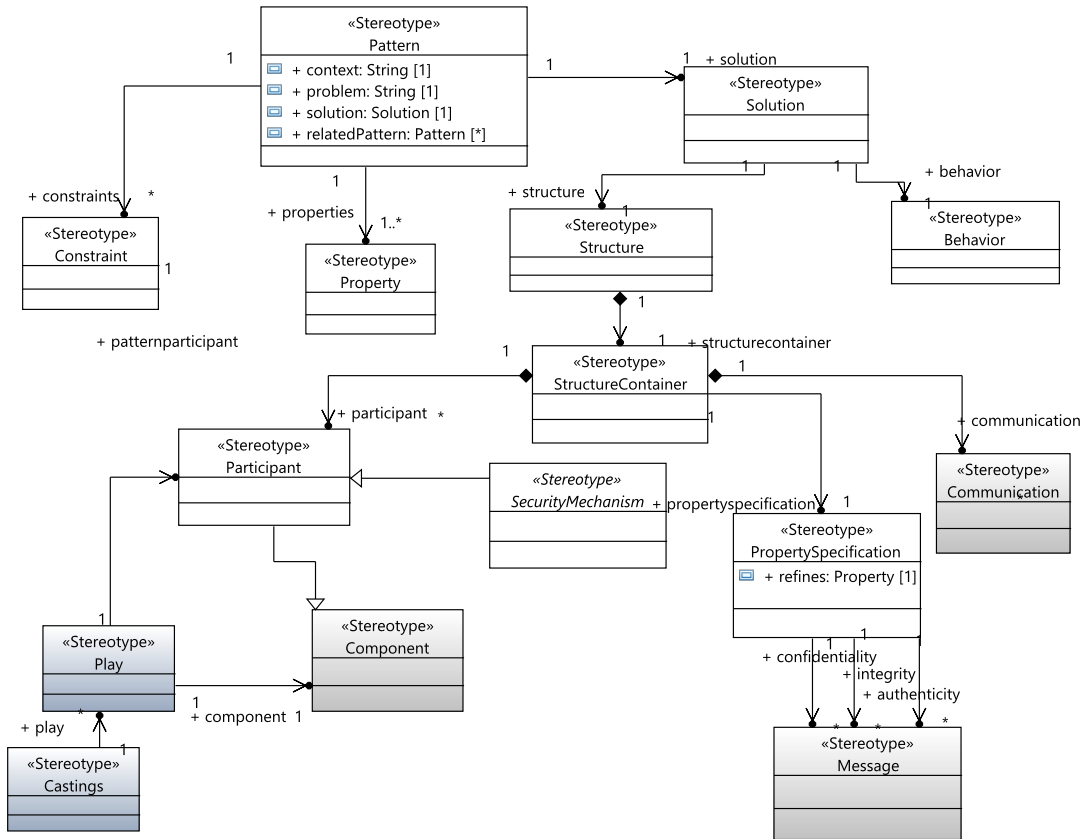 «Stereotype»
Pattern
+ context: String [1]
+ problem: String [1]
+ solution: Solution [1]
+ relatedPattern: Pattern [*]
1
1
1
+ solution
«Stereotype»
Solution
1
1
+ constraints
*
1
+ properties
1..*
+ structure
1
+ behavior
1
«Stereotype»
Constraint
1
«Stereotype»
Property
«Stereotype»
Structure
«Stereotype»
Behavior
1
+ patternparticipant
1
1
+ structurecontainer
«Stereotype»
StructureContainer
1
1
+ participant
*
+ communication
«Stereotype»
Participant
«Stereotype»
SecurityMechanism
«Stereotype»
Communication
*
+ propertyspecification
1
«Stereotype»
PropertySpecification
+ refines: Property [1]
1
«Stereotype»
Play
«Stereotype»
Component
1
1
1
+ confidentiality
+ integrity
+ authenticity
1
+ component
1
+ play
*
1
*
*
*
«Stereotype»
Castings
«Stereotype»
Message